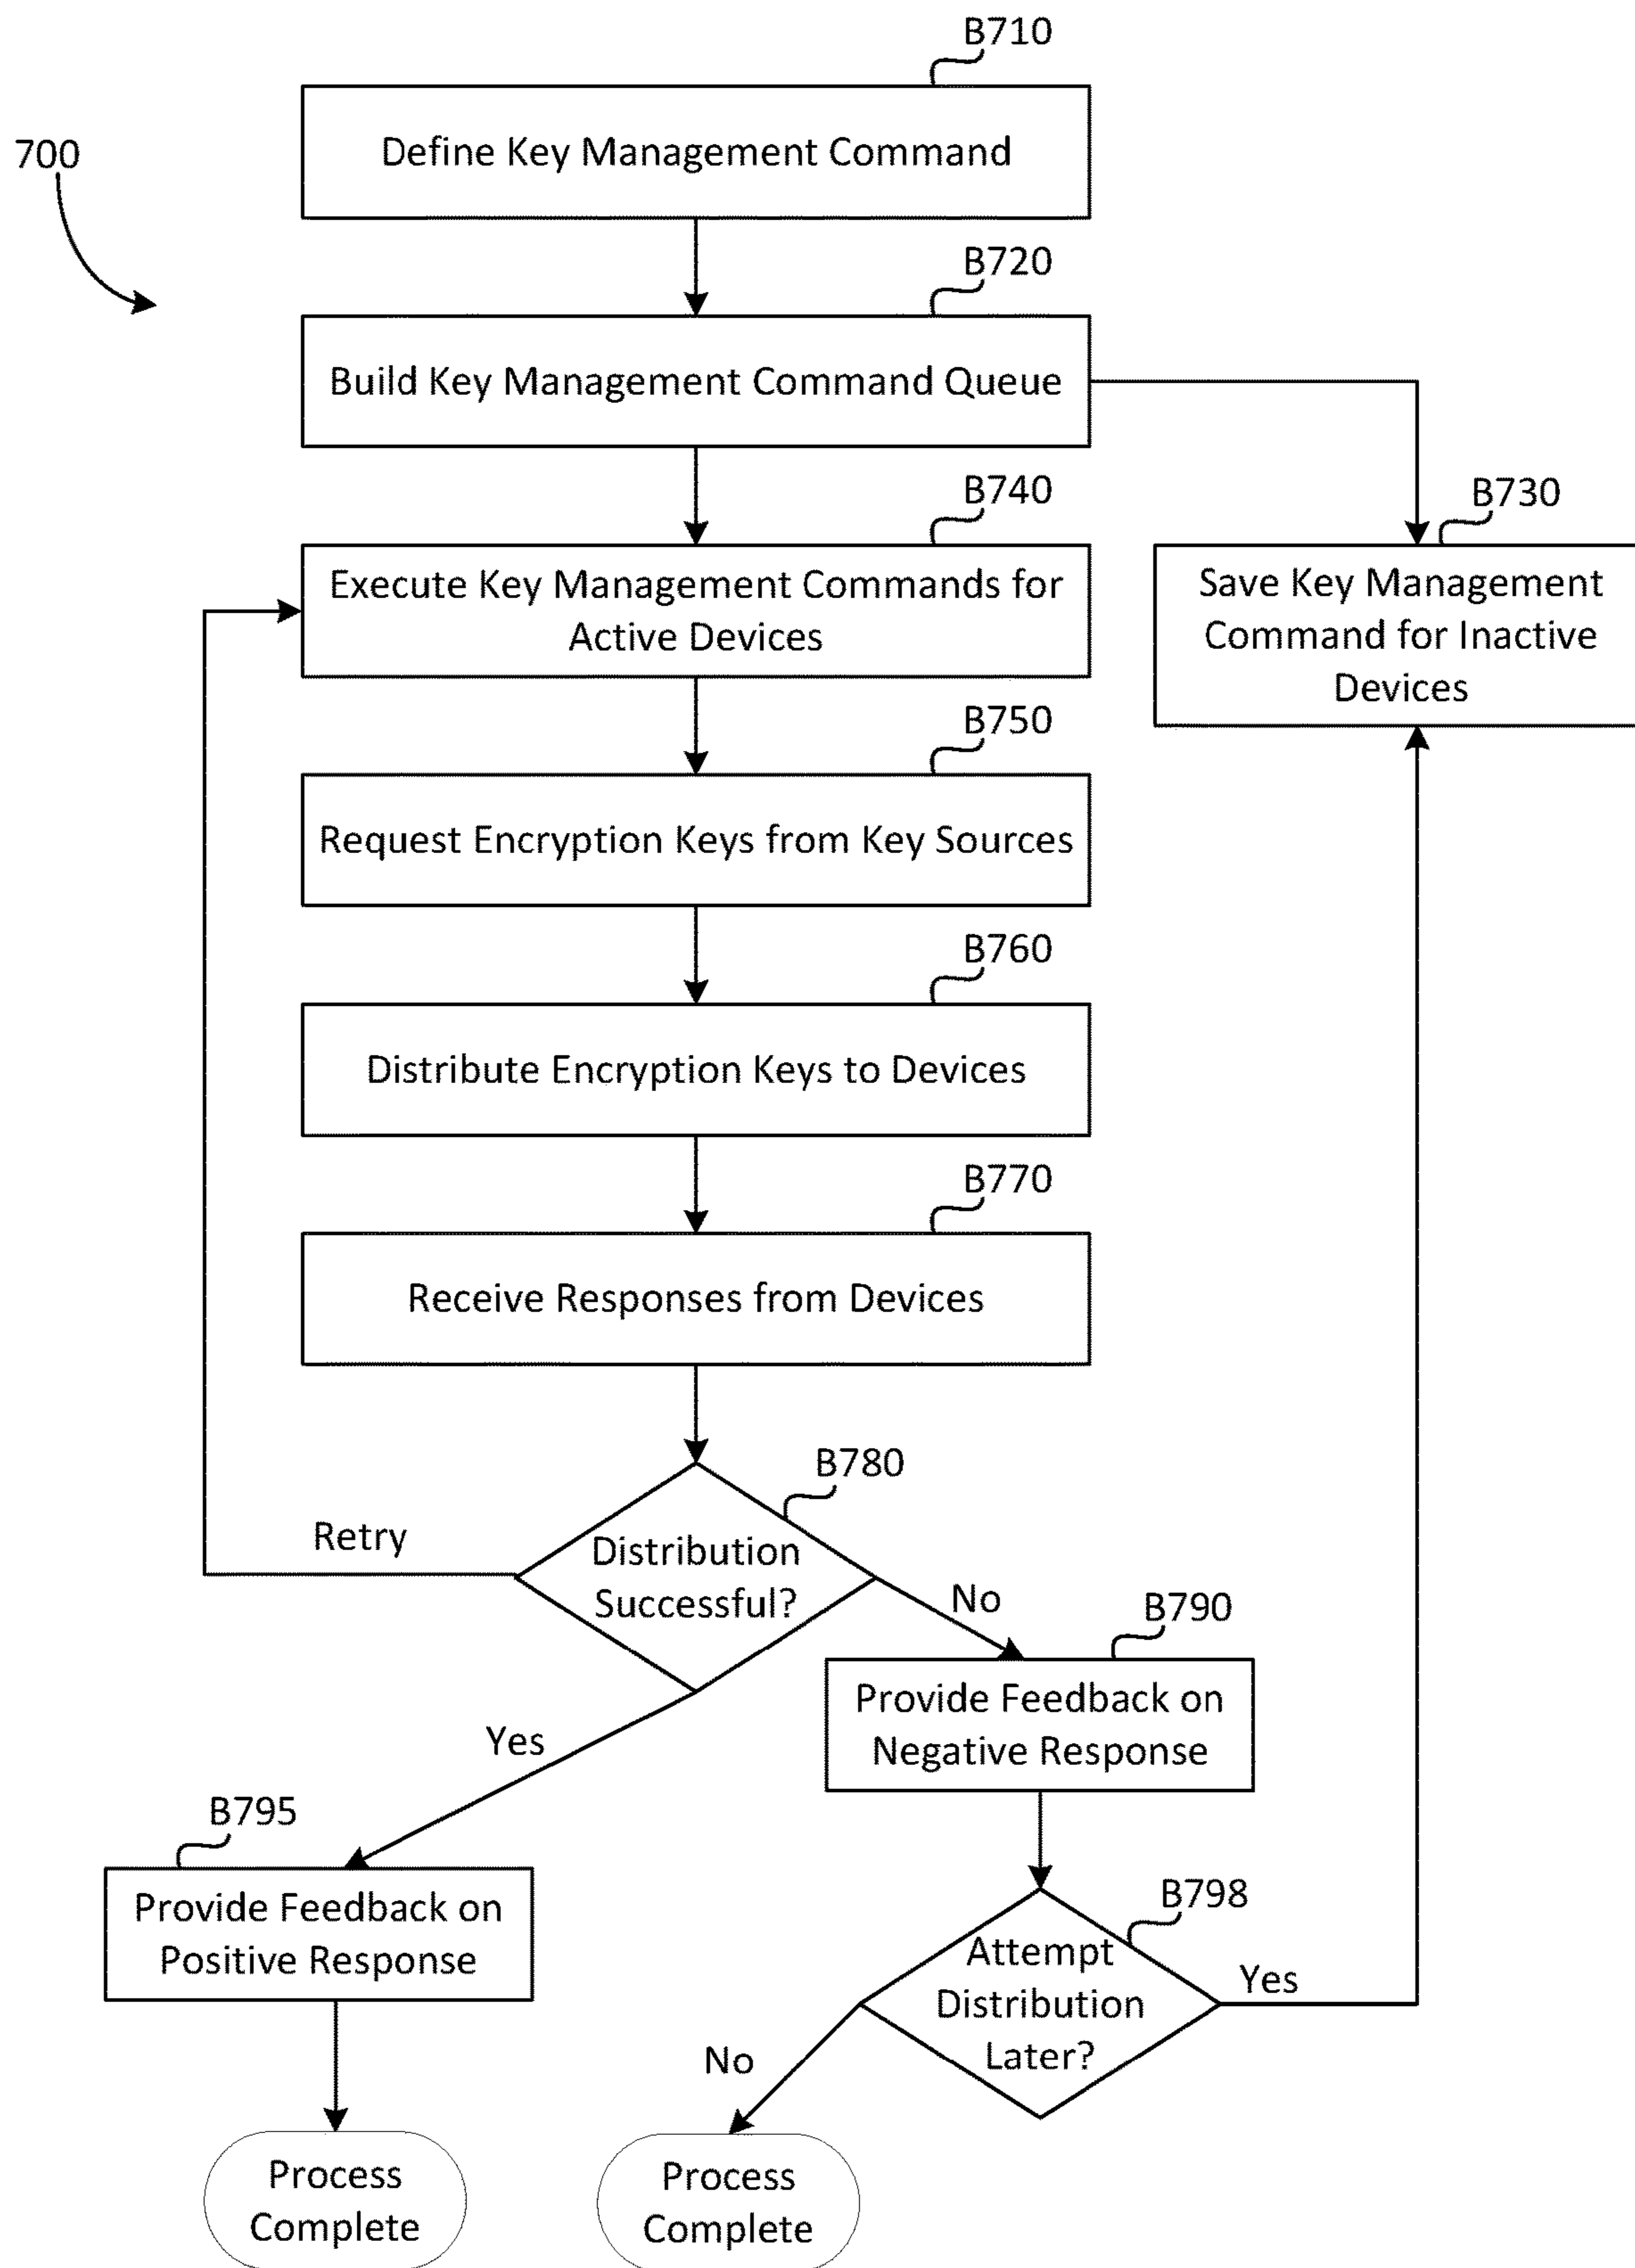 B710
700
Define Key Management Command
B720
Build Key Management Command Queue
B740
B730
Execute Key Management Commands for
Active Devices
Save Key Management
Command for Inactive
Devices
B750
Request Encryption Keys from Key Sources
B760
Distribute Encryption Keys to Devices
B770
Receive Responses from Devices
B780
Retry
Distribution
Successful?
No
B790
Provide Feedback on
Negative Response
Yes
B795
Provide Feedback on
Positive Response
B798
Attempt
Distribution
Later?
Yes
No
Process
Complete
Process
Complete